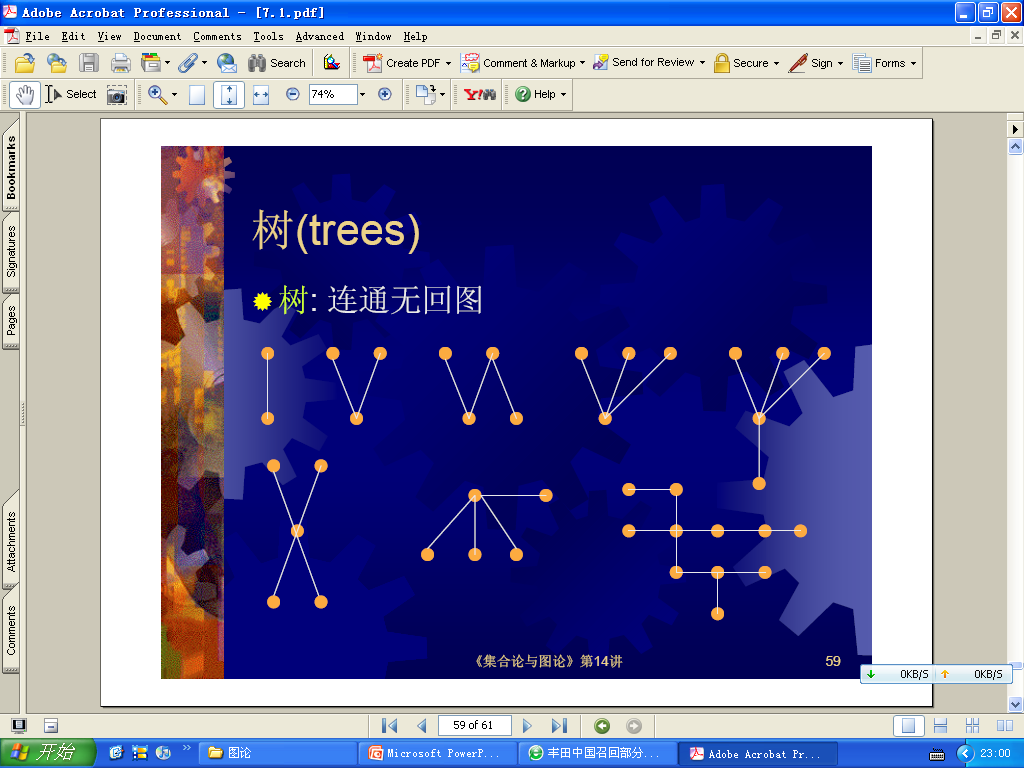 Adobe Acrobat Professional - [7.1.pdf]
File Edit View Document Comments Tools Advanced Window Help
Search Create PDF Comment & Markup Send for Review Secure Sign Forms
Select 74% Y! Help
Bookmarks
Signatures
Pages
Attachments
Comments
树(trees)
树: 连通无回图
《集合论与图论》第14讲 59
0KB/S 0KB/S
59 of 61
开始 图论 Microsoft PowerP... 丰田中国召回部分... Adobe Acrobat Pr... 23:00